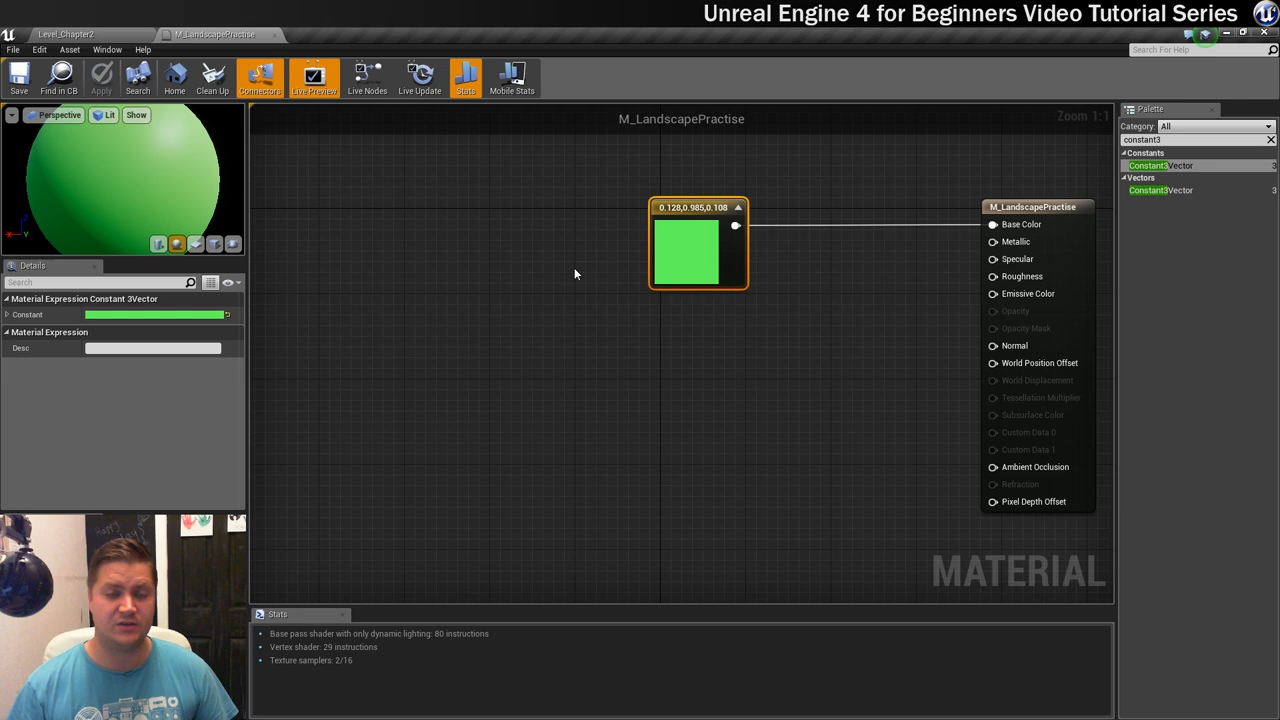 Unreal Engine 4 for Beginners Video Tutorial Series
Level_Chapter2
M_LandscapePractise
File Edit Asset Window Help
Search For Help
Save
Find in CB
Apply
Search
Home
Clean Up
Connectors
Live Preview
Live Nodes
Live Update
Stats
Mobile Stats
Perspective
Lit
Show
M_LandscapePractise
Zoom 1:1
Palette
Category: All
constant3
Constants
Constant3Vector 3
Vectors
Constant3Vector 3
0.128,0.985,0.108
M_LandscapePractise
Base Color
Metallic
Specular
Roughness
Emissive Color
Opacity
Opacity Mask
Normal
World Position Offset
World Displacement
Tessellation Multiplier
Subsurface Color
Custom Data 0
Custom Data 1
Ambient Occlusion
Refraction
Pixel Depth Offset
Details
Search
Material Expression Constant 3Vector
Constant
Material Expression
Desc
MATERIAL
Stats
Base pass shader with only dynamic lighting: 80 instructions
Vertex shader: 29 instructions
Texture samplers: 2/16